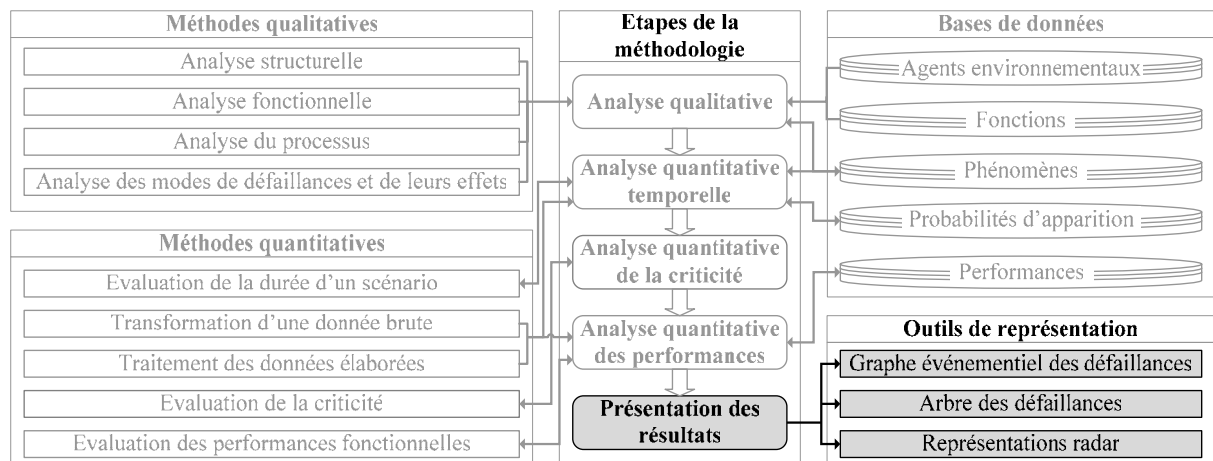 Méthodes qualitatives
Analyse structurelle
Analyse fonctionnelle
Analyse du processus
Analyse des modes de défaillances et de leurs effets
Méthodes quantitatives
Evaluation de la durée d’un scénario
Transformation d’une donnée brute
Traitement des données élaborées
Evaluation de la criticité
Evaluation des performances fonctionnelles
Etapes de la
méthodologie
Analyse qualitative
Analyse quantitative
temporelle
Analyse quantitative
de la criticité
Analyse quantitative
des performances
Présentation des
résultats
Bases de données
Agents environnementaux
Fonctions
Phénomènes
Probabilités d’apparition
Performances
Outils de représentation
Graphe événementiel des défaillances
Arbre des défaillances
Représentations radar